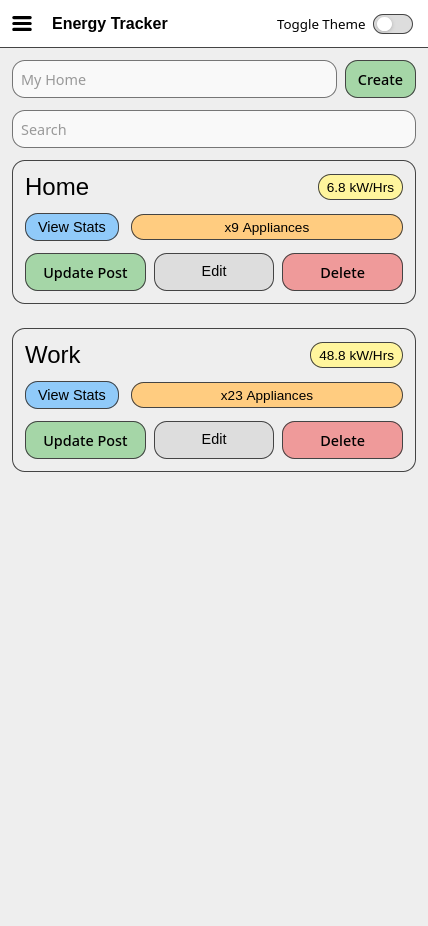 Energy Tracker
Toggle Theme
My Home
Create
Search
Home
6.8 kW/Hrs
View Stats
x9 Appliances
Update Post
Edit
Delete
Work
48.8 kW/Hrs
View Stats
x23 Appliances
Update Post
Edit
Delete